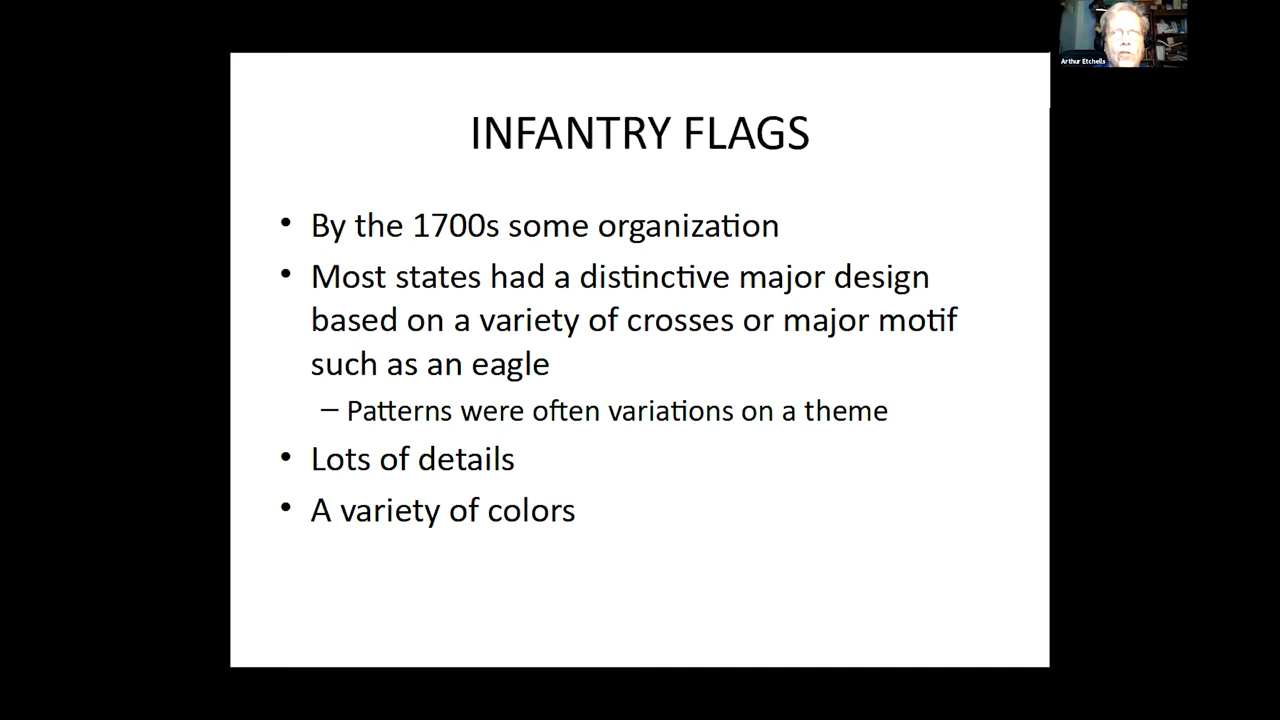 Arthur Etchells
INFANTRY FLAGS
• By the 1700s some organization
• Most states had a distinctive major design
based on a variety of crosses or major motif
such as an eagle
– Patterns were often variations on a theme
• Lots of details
• A variety of colors